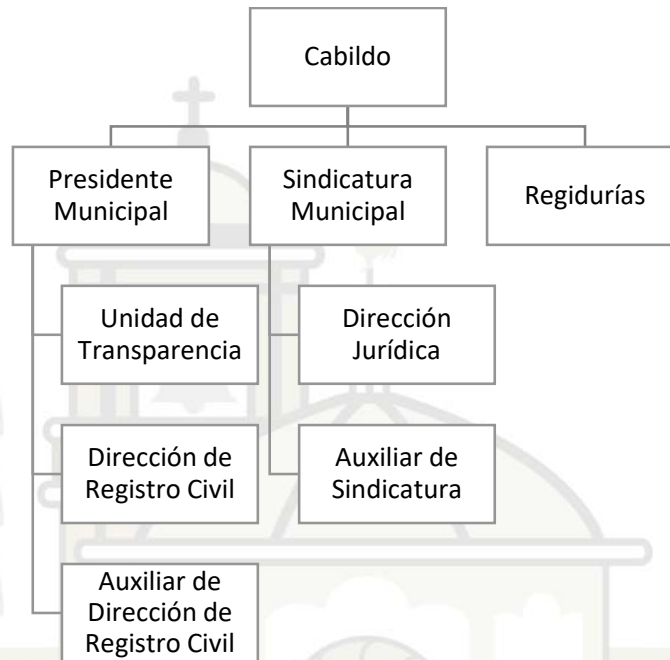 Cabildo
Presidente
Municipal
Sindicatura
Municipal
Regidurías
Unidad de
Transparencia
Dirección
Jurídica
Dirección de
Registro Civil
Auxiliar de
Sindicatura
Auxiliar de
Dirección de
Registro Civil